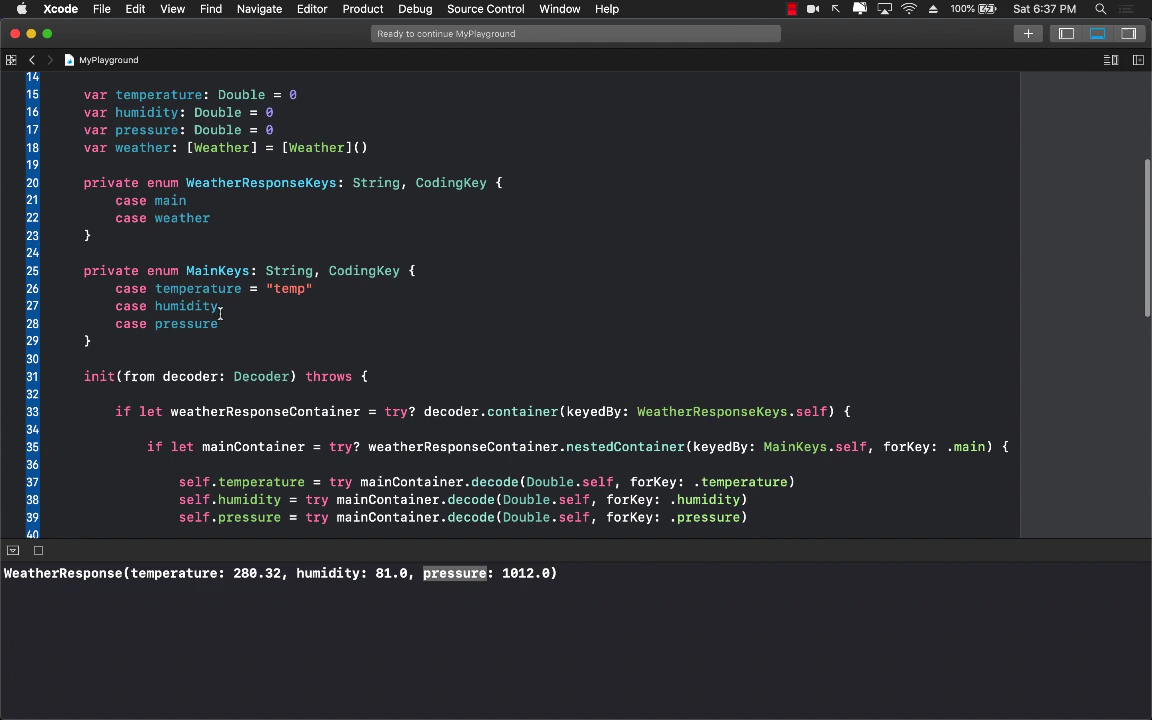 Xcode File Edit View Find Navigate Editor Product Debug Source Control Window Help 100% Sat 6:37 PM
Ready to continue MyPlayground
MyPlayground
14
15 var temperature: Double = 0
16 var humidity: Double = 0
17 var pressure: Double = 0
18 var weather: [Weather] = [Weather]()
19
20 private enum WeatherResponseKeys: String, CodingKey {
21 case main
22 case weather
23 }
24
25 private enum MainKeys: String, CodingKey {
26 case temperature = "temp"
27 case humidity
28 case pressure
29 }
30
31 init(from decoder: Decoder) throws {
32
33 if let weatherResponseContainer = try? decoder.container(keyedBy: WeatherResponseKeys.self) {
34
35 if let mainContainer = try? weatherResponseContainer.nestedContainer(keyedBy: MainKeys.self, forKey: .main) {
36
37 self.temperature = try mainContainer.decode(Double.self, forKey: .temperature)
38 self.humidity = try mainContainer.decode(Double.self, forKey: .humidity)
39 self.pressure = try mainContainer.decode(Double.self, forKey: .pressure)
40
WeatherResponse(temperature: 280.32, humidity: 81.0, pressure: 1012.0)